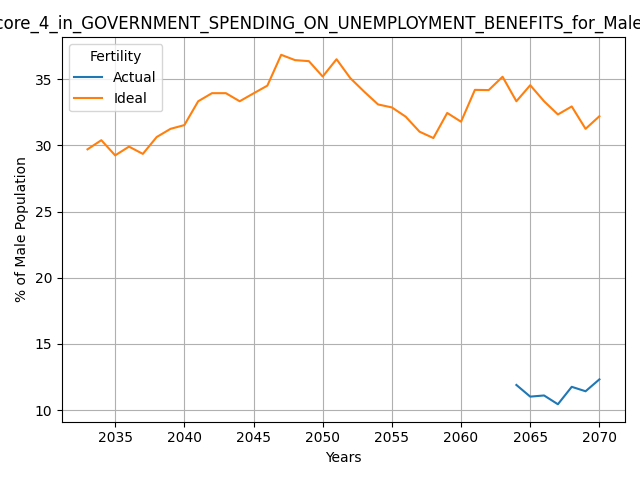 core_4_in_GOVERNMENT_SPENDING_ON_UNEMPLOYMENT_BENEFITS_for_Male
Fertility
Actual
Ideal
% of Male Population
35
30
25
20
15
10
2035 2040 2045 2050 2055 2060 2065 2070
Years